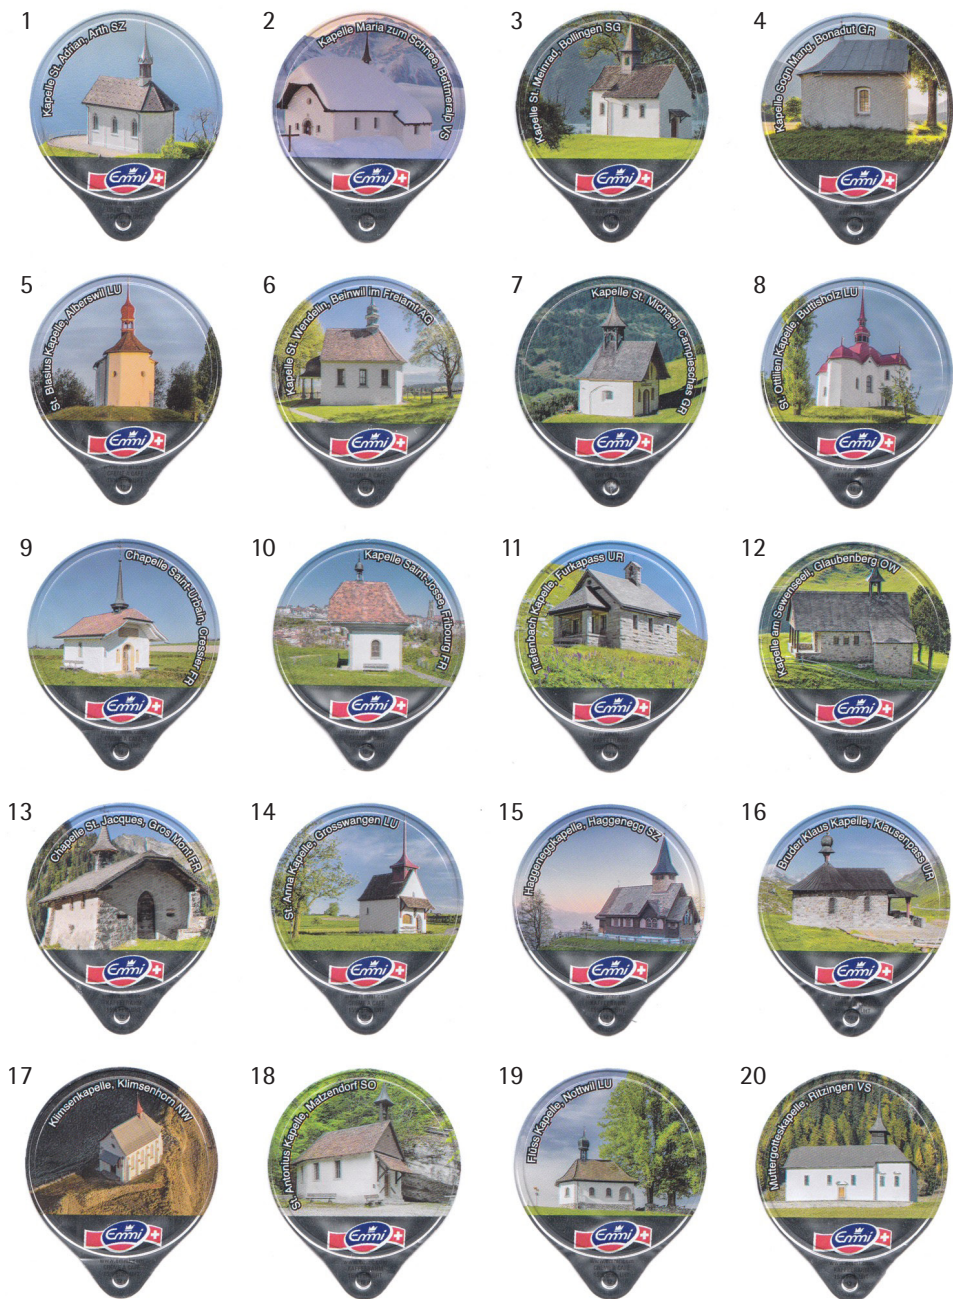 1
Kapelle St. Adrian, Arth SZ
Emmi
2
Kapelle Maria zum Schnee, Bettmeralp VS
Emmi
3
Kapelle St. Meinrad, Bollingen SG
Emmi
4
Kapelle Sogn Mang, Bonaduz GR
Emmi
5
St. Blasius Kapelle, Alberswil LU
Emmi
6
Kapelle St. Wendelin, Beinwil im Freiamt AG
Emmi
7
Kapelle St. Michael, Campieschas GR
Emmi
8
St. Ottilien Kapelle, Buttisholz LU
Emmi
9
Chapelle Saint-Urbain, Cressier FR
Emmi
10
Kapelle Saint-Josse, Fribourg FR
Emmi
11
Tiefenbach Kapelle, Furkapass UR
Emmi
12
Kapelle am Sewenseeli, Glaubenberg OW
Emmi
13
Chapelle St. Jacques, Gros Mont FR
Emmi
14
St. Anna Kapelle, Grosswangen LU
Emmi
15
Haggeneggkapelle, Haggenegg SZ
Emmi
16
Bruder Klaus Kapelle, Klausenpass UR
Emmi
17
Klimsenkapelle, Klimsenhorn NW
Emmi
18
St. Antonius Kapelle, Matzendorf SO
Emmi
19
Flüss Kapelle, Nottwil LU
Emmi
20
Muttergotteskapelle, Ritzingen VS
Emmi